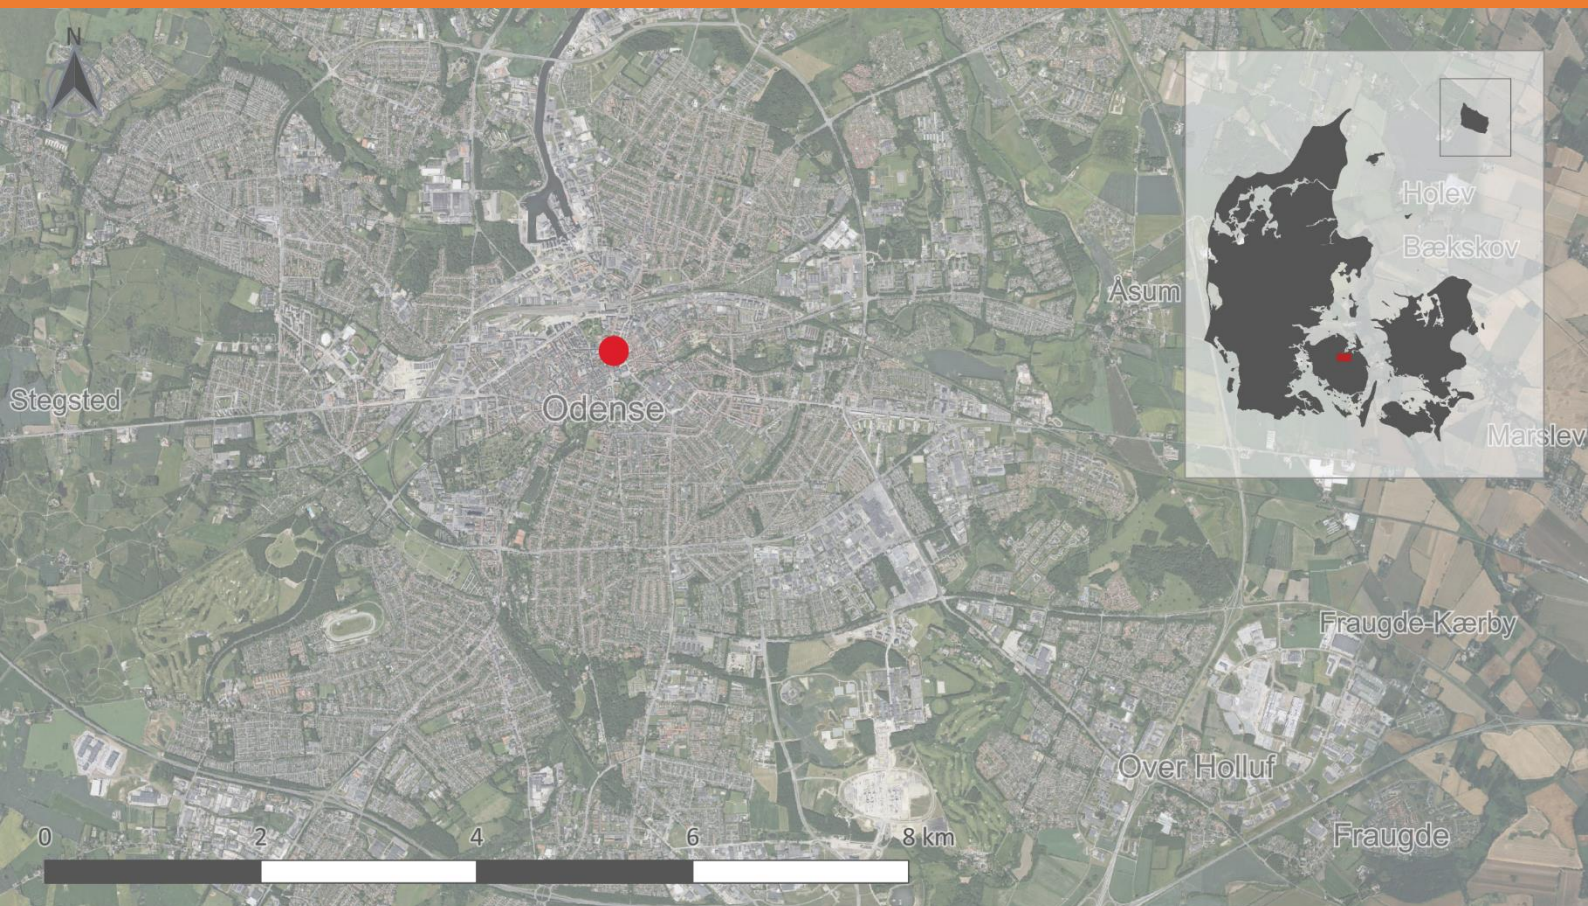 N
Holev
Bækskov
Åsum
Stegsted
Odense
Marslev
Fraugde-Kærby
Over Holluf
Fraugde
0 2 4 6 8 km